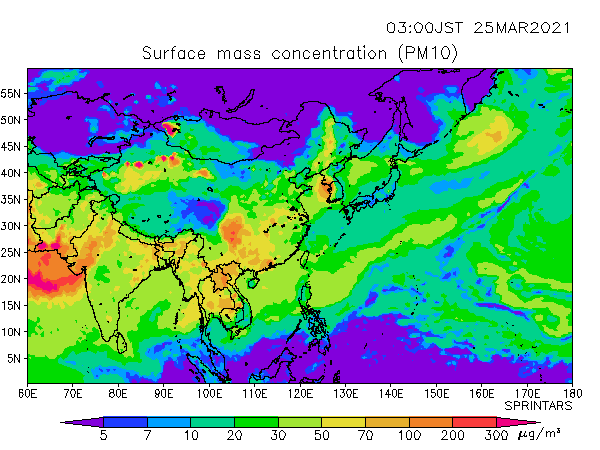 03:00JST 25MAR2021
Surface mass concentration (PM10)
55N
50N
45N
40N
35N
30N
25N
20N
15N
10N
5N
60E 70E 80E 90E 100E 110E 120E 130E 140E 150E 160E 170E 180
SPRINTARS
5 7 10 20 30 50 70 100 200 300 μg/m³